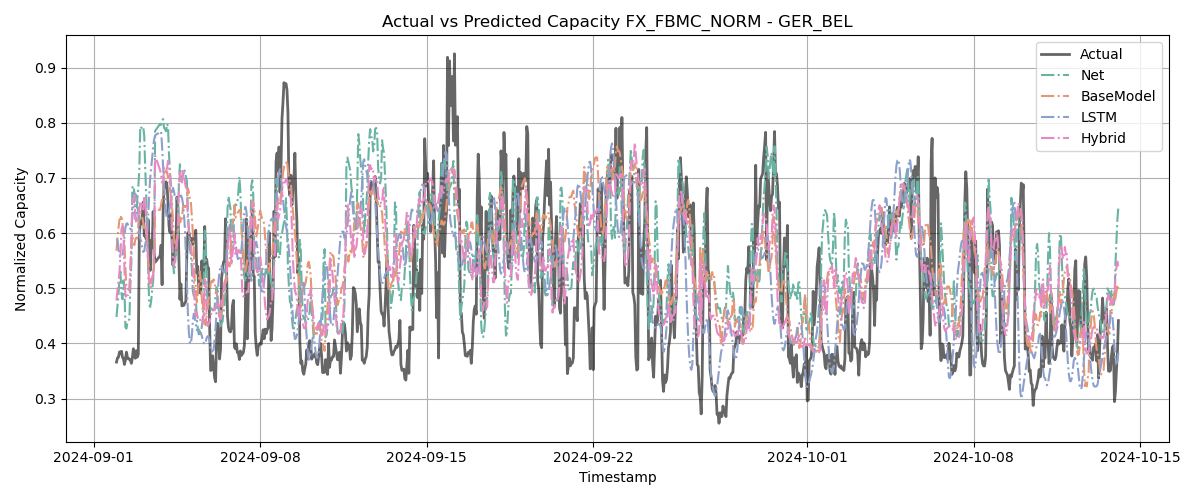 Actual vs Predicted Capacity FX_FBMC_NORM - GER_BEL
Actual
Net
BaseModel
LSTM
Hybrid
Normalized Capacity
0.9
0.8
0.7
0.6
0.5
0.4
0.3
2024-09-01
2024-09-08
2024-09-15
2024-09-22
2024-10-01
2024-10-08
2024-10-15
Timestamp